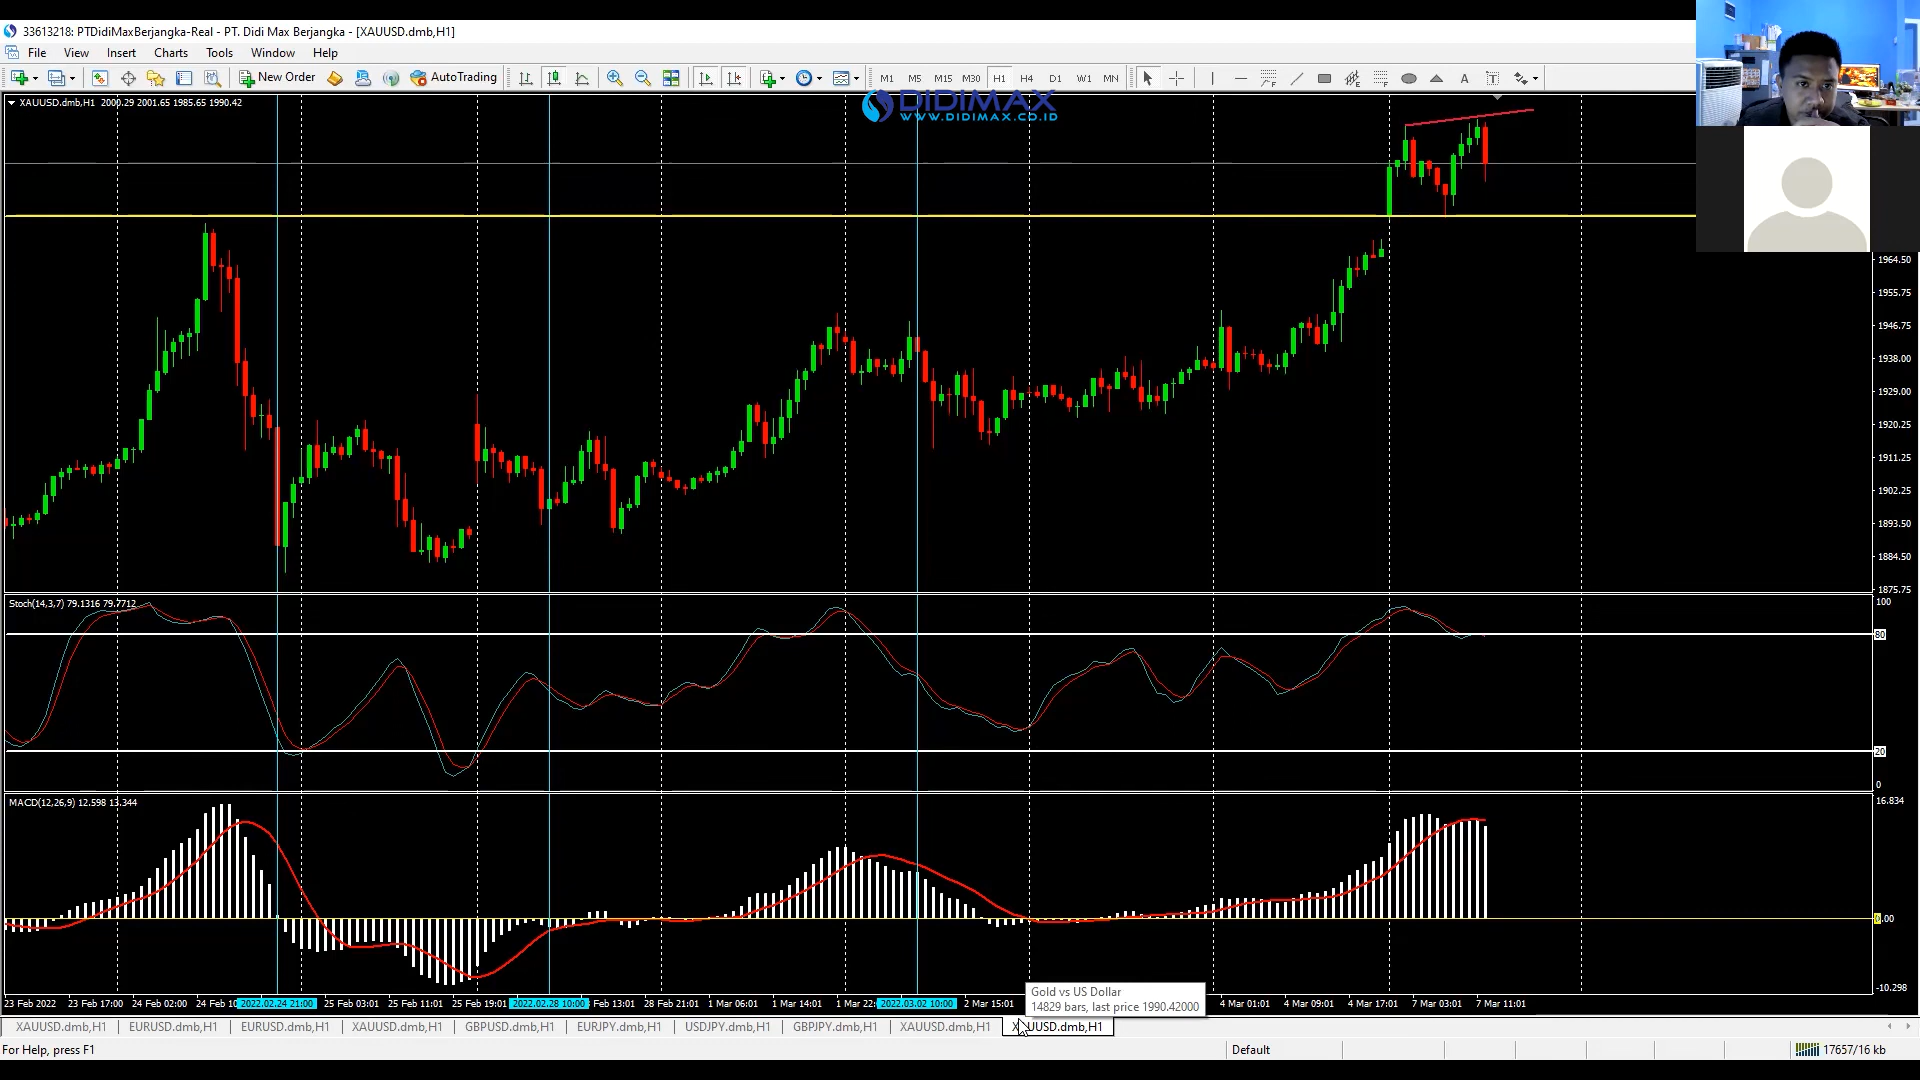 33613218: PTDidiMaxBerjangka-Real - PT. Didi Max Berjangka - [XAUUSD.dmb,H1]
File View Insert Charts Tools Window Help
New Order AutoTrading M1 M5 M15 M30 H1 H4 D1 W1 MN A T
XAUUSD.dmb,H1 2000.29 2001.65 1985.65 1990.42
DIDIMAX
WWW.DIDIMAX.CO.ID
1964.50
1955.75
1946.75
1938.00
1929.00
1920.25
1911.25
1902.25
1893.50
1884.50
1875.75
Stoch(14,3,7) 79.1316 79.7712
100
80
20
0
MACD(12,26,9) 12.598 13.344
16.834
0.00
-10.298
23 Feb 2022 23 Feb 17:00 24 Feb 02:00 24 Feb 10 2022.02.24 21:00 25 Feb 03:01 25 Feb 11:01 25 Feb 19:01 2022.02.28 10:00 Feb 13:01 28 Feb 21:01 1 Mar 06:01 1 Mar 14:01 1 Mar 22: 2022.03.02 10:00 2 Mar 15:01 4 Mar 01:01 4 Mar 09:01 4 Mar 17:01 7 Mar 03:01 7 Mar 11:01
Gold vs US Dollar
14829 bars, last price 1990.42000
XAUUSD.dmb,H1 EURUSD.dmb,H1 EURUSD.dmb,H1 XAUUSD.dmb,H1 GBPUSD.dmb,H1 EURJPY.dmb,H1 USDJPY.dmb,H1 GBPJPY.dmb,H1 XAUUSD.dmb,H1 XAUUSD.dmb,H1
For Help, press F1 Default 17657/16 kb